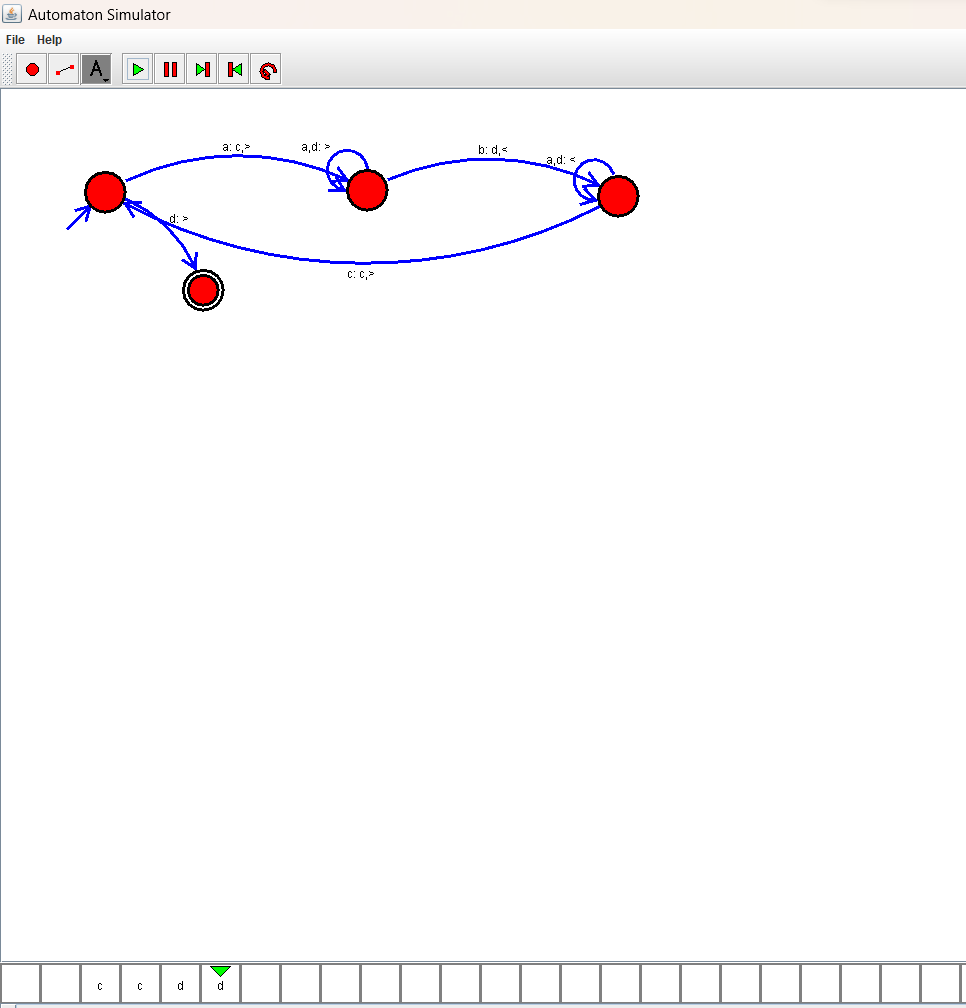 Automaton Simulator
File Help
A
a: c,>
a,d: >
b: d,<
a,d: <
d: >
c: c,>
c c d d